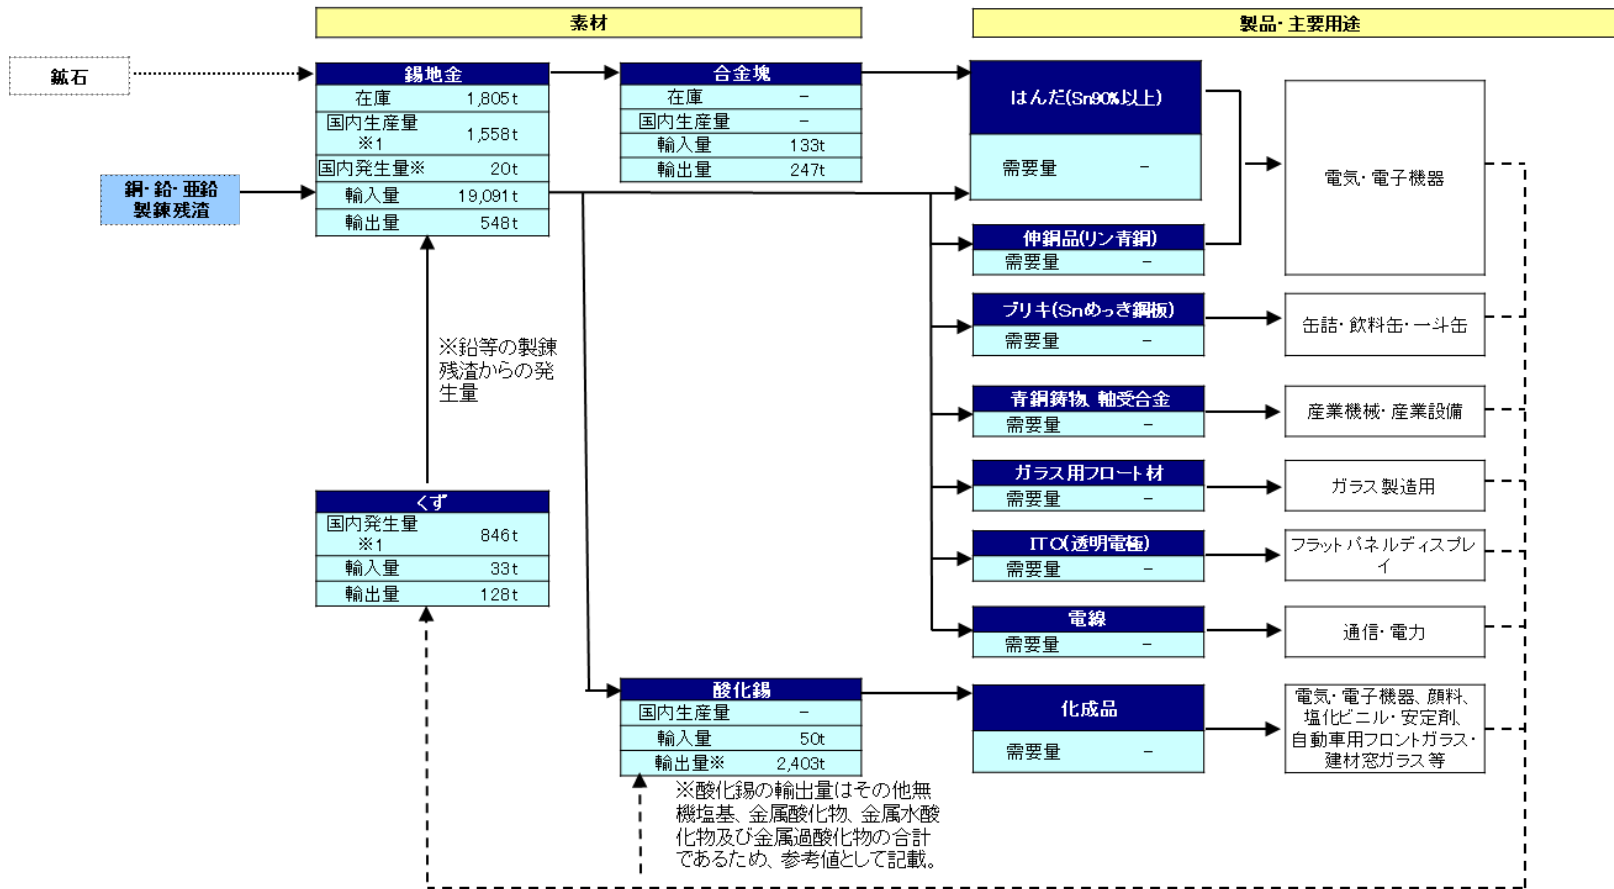 素材
製品・主要用途
鉱石
錫地金
在庫 1,805t
国内生産量
※1
1,558t
国内発生量※ 20t
輸入量 19,091t
輸出量 548t
銅・鉛・亜鉛
製錬残渣
合金塊
在庫 －
国内生産量 －
輸入量 133t
輸出量 247t
はんだ(Sn90%以上)
需要量 －
電気・電子機器
伸銅品(リン青銅)
需要量 －
ブリキ(Snめっき鋼板)
需要量 －
缶詰・飲料缶・一斗缶
※鉛等の製錬
残渣からの発
生量
青銅鋳物、軸受合金
需要量 －
産業機械・産業設備
ガラス用フロート材
需要量 －
ガラス製造用
くず
国内発生量
※1
846t
輸入量 33t
輸出量 128t
ITO(透明電極)
需要量 －
フラットパネルディスプレ
イ
電線
需要量 －
通信・電力
酸化錫
国内生産量 －
輸入量 50t
輸出量※ 2,403t
化成品
需要量 －
電気・電子機器、顔料、
塩化ビニル・安定剤、
自動車用フロントガラス・
建材窓ガラス等
※酸化錫の輸出量はその他無
機塩基、金属酸化物、金属水酸
化物及び金属過酸化物の合計
であるため、参考値として記載。